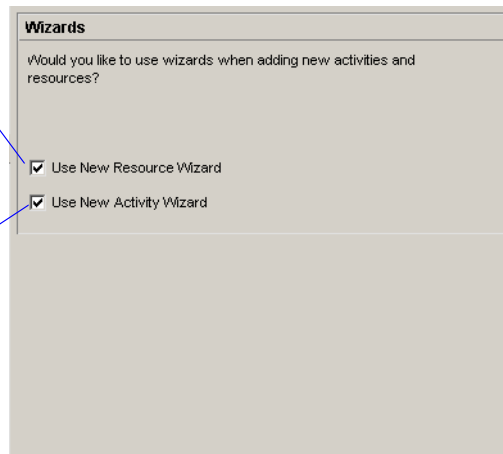 Wizards
Would you like to use wizards when adding new activities and
resources?
Use New Resource Wizard
Use New Activity Wizard